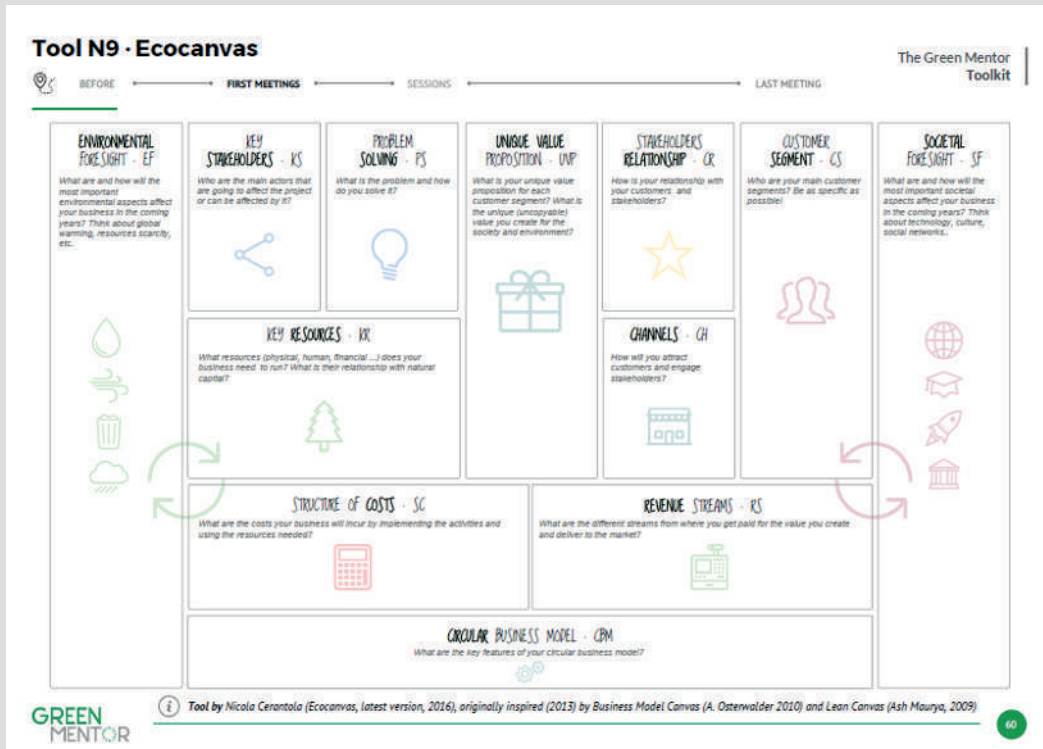 Tool N9 · Ecocanvas
The Green Mentor
Toolkit
BEFORE
FIRST MEETINGS
SESSIONS
LAST MEETING
ENVIRONMENTAL
FORESIGHT - EF
What are and how will the
most important
environmental aspects affect
your business in the coming
years? Think about global
warming, resources scarcity,
etc.
KEY
STAKEHOLDERS - KS
Who are the main actors that
are going to affect the project
or can be affected by it?
PROBLEM
SOLVING - PS
What is the problem and how
do you solve it?
UNIQUE VALUE
PROPOSITION - UVP
What is your unique value
proposition for each
customer segment? What is
the unique (uncopyable)
value you create for the
society and environment?
STAKEHOLDERS
RELATIONSHIP - CR
How is your relationship with
your customers and
stakeholders?
CUSTOMER
SEGMENT - CS
Who are your main customer
segments? Be as specific as
possible!
SOCIETAL
FORESIGHT - SF
What are and how will the
most important societal
aspects affect your business
in the coming years? Think
about technology, culture,
social networks..
KEY RESOURCES - KR
What resources (physical, human, financial ...) does your
business need to run? What is their relationship with natural
capital?
CHANNELS - CH
How will you attract
customers and engage
stakeholders?
STRUCTURE OF COSTS - SC
What are the costs your business will incur by implementing the activities and
using the resources needed?
REVENUE STREAMS - RS
What are the different streams from where you get paid for the value you create
and deliver to the market?
CIRCULAR BUSINESS MODEL - CBM
What are the key features of your circular business model?
i Tool by Nicola Cerantola (Ecocanvas, latest version, 2016), originally inspired (2013) by Business Model Canvas (A. Osterwalder 2010) and Lean Canvas (Ash Maurya, 2009)
GREEN
MENTOR
60